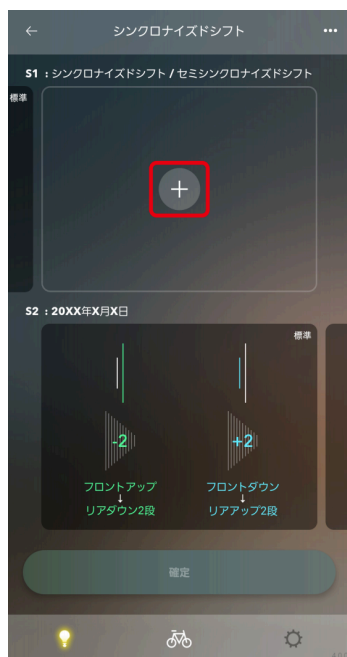 シンクロナイズドシフト
S1 : シンクロナイズドシフト / セミシンクロナイズドシフト
標準
S2 : 20XX年X月X日
標準
-2
+2
フロントアップ
↓
リアダウン2段
フロントダウン
↓
リアアップ2段
確定